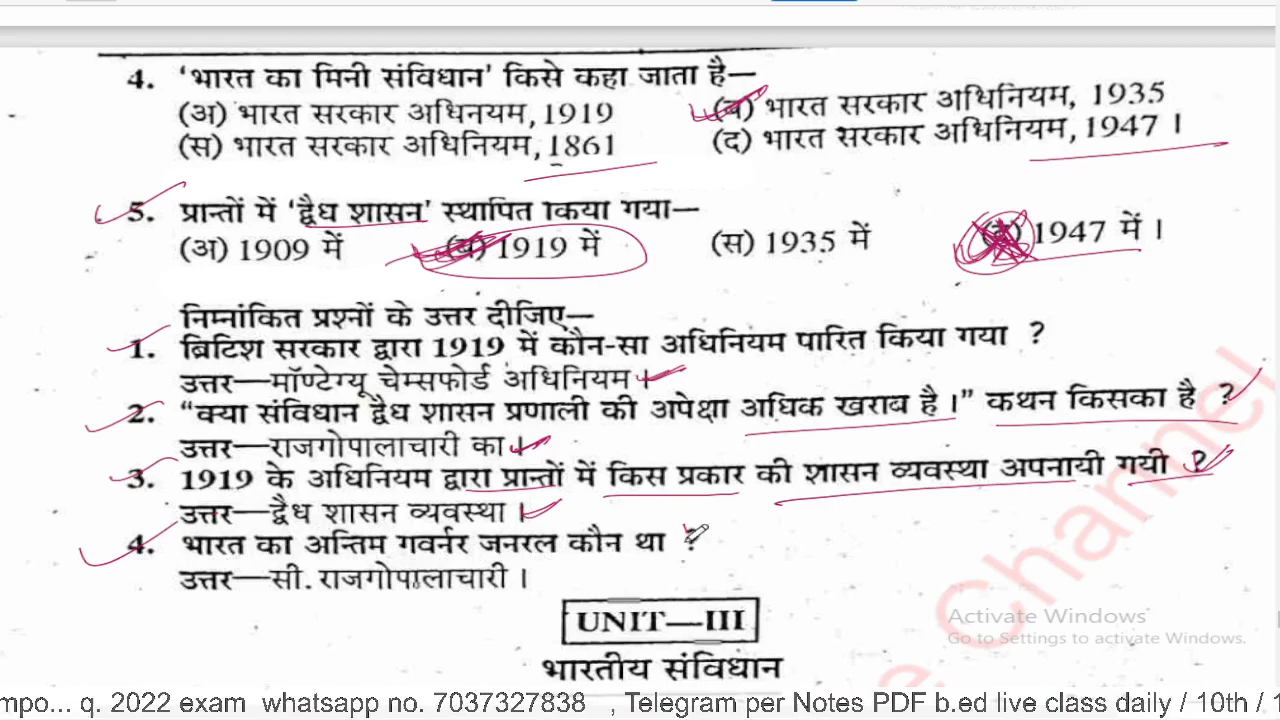 4. 'भारत का मिनी संविधान' किसे कहा जाता है—
(अ) भारत सरकार अधिनयम, 1919 (ब) भारत सरकार अधिनियम, 1935
(स) भारत सरकार अधिनियम, 1861 (द) भारत सरकार अधिनियम, 1947 ।
5. प्रान्तों में 'द्वैध शासन' स्थापित किया गया—
(अ) 1909 में (ब) 1919 में (स) 1935 में 1947 में ।
निम्नांकित प्रश्नों के उत्तर दीजिए—
1. ब्रिटिश सरकार द्वारा 1919 में कौन-सा अधिनियम पारित किया गया ?
उत्तर—मॉण्टेग्यू चेम्सफोर्ड अधिनियम ।
2. "क्या संविधान द्वैध शासन प्रणाली की अपेक्षा अधिक खराब है ।" कथन किसका है ?
उत्तर—राजगोपालाचारी का ।
3. 1919 के अधिनियम द्वारा प्रान्तों में किस प्रकार की शासन व्यवस्था अपनायी गयी ?
उत्तर—द्वैध शासन व्यवस्था ।
4. भारत का अन्तिम गवर्नर जनरल कौन था ?
उत्तर—सी. राजगोपालाचारी ।
UNIT—III
भारतीय संविधान
Channel
Activate Windows
Go to Settings to activate Windows.
mpo... q. 2022 exam whatsapp no. 7037327838 , Telegram per Notes PDF b.ed live class daily / 10th /